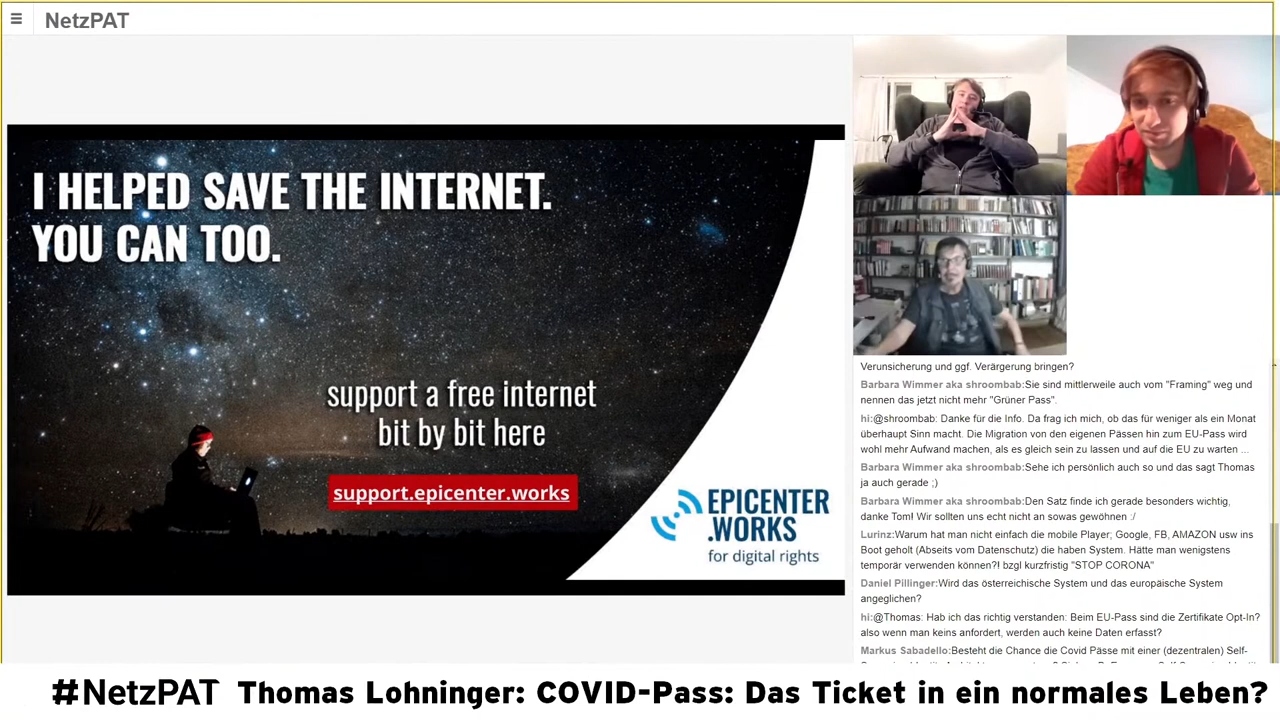 NetzPAT
I HELPED SAVE THE INTERNET.
YOU CAN TOO.
support a free internet
bit by bit here
support.epicenter.works
EPICENTER
.WORKS
for digital rights
Verunsicherung und ggf. Verärgerung bringen?
Barbara Wimmer aka shroombab:Sie sind mittlerweile auch vom "Framing" weg und
nennen das jetzt nicht mehr "Grüner Pass".
hi:@shroombab: Danke für die Info. Da frag ich mich, ob das für weniger als ein Monat
überhaupt Sinn macht. Die Migration von den eigenen Pässen hin zum EU-Pass wird
wohl mehr Aufwand machen, als es gleich sein zu lassen und auf die EU zu warten ...
Barbara Wimmer aka shroombab:Sehe ich persönlich auch so und das sagt Thomas
ja auch gerade ;)
Barbara Wimmer aka shroombab:Den Satz finde ich gerade besonders wichtig,
danke Tom! Wir sollten uns echt nicht an sowas gewöhnen :/
Lurinz:Warum hat man nicht einfach die mobile Player; Google, FB, AMAZON usw ins
Boot geholt (Abseits vom Datenschutz) die haben System. Hätte man wenigstens
temporär verwenden können?! bzgl kurzfristig "STOP CORONA"
Daniel Pillinger:Wird das österreichische System und das europäische System
angeglichen?
hi:@Thomas: Hab ich das richtig verstanden: Beim EU-Pass sind die Zertifikate Opt-In?
also wenn man keins anfordert, werden auch keine Daten erfasst?
Markus Sabadello:Besteht die Chance die Covid Pässe mit einer (dezentralen) Self-
#NetzPAT Thomas Lohninger: COVID-Pass: Das Ticket in ein normales Leben?